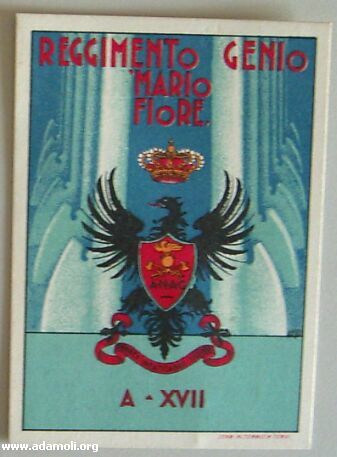 REGGIMENTO GENIO
"MARIO
FIORE.
A - XVII
www.adamoli.org